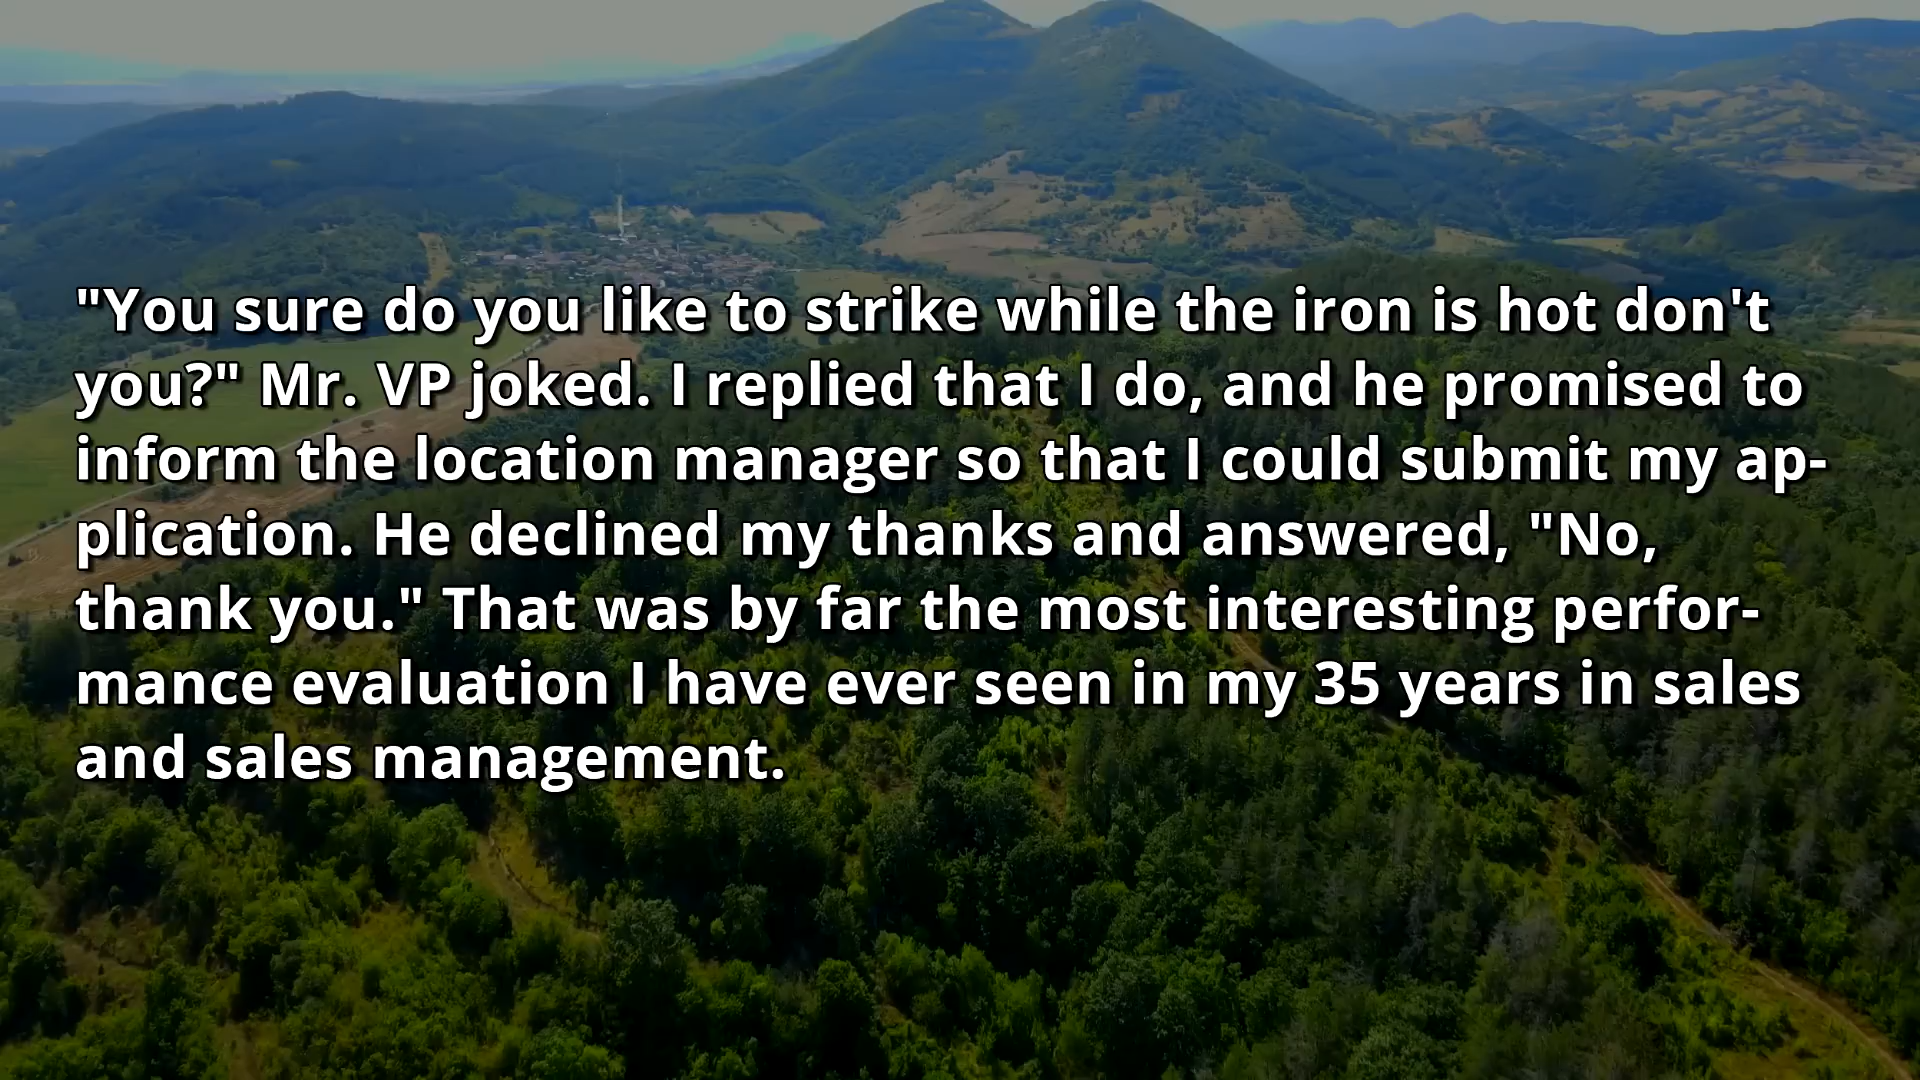 "You sure do you like to strike while the iron is hot don't
you?" Mr. VP joked. I replied that I do, and he promised to
inform the location manager so that I could submit my ap-
plication. He declined my thanks and answered, "No,
thank you." That was by far the most interesting perfor-
mance evaluation I have ever seen in my 35 years in sales
and sales management.